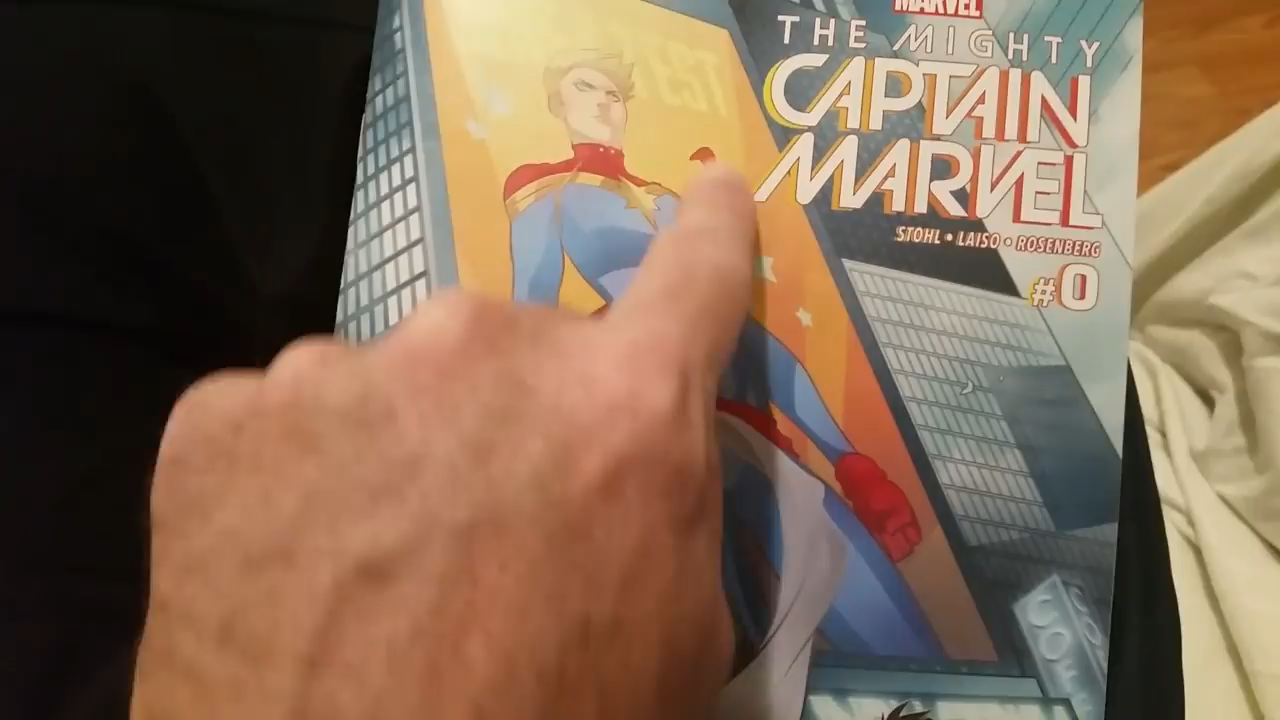 MARVEL
THE MIGHTY
CAPTAIN
MARVEL
STOHL • LAISO • ROSENBERG
#0